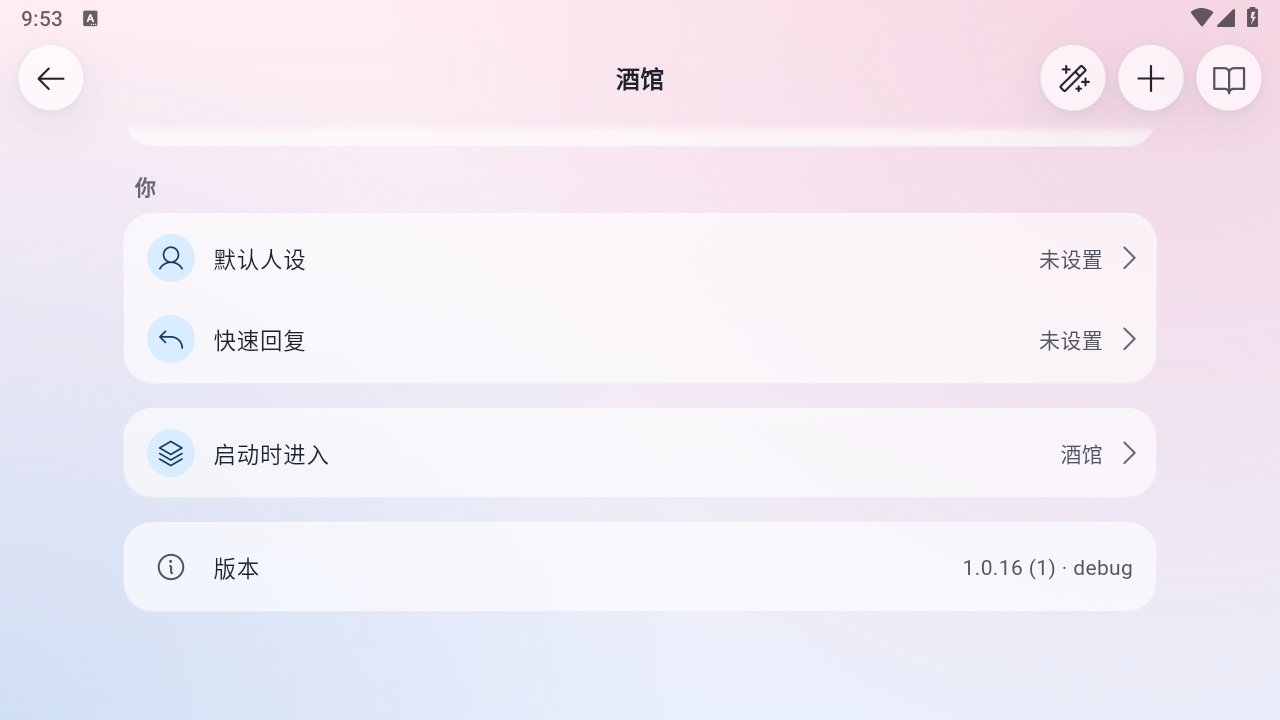 9:53
酒馆
你
默认人设
未设置
快速回复
未设置
启动时进入
酒馆
版本
1.0.16 (1) · debug